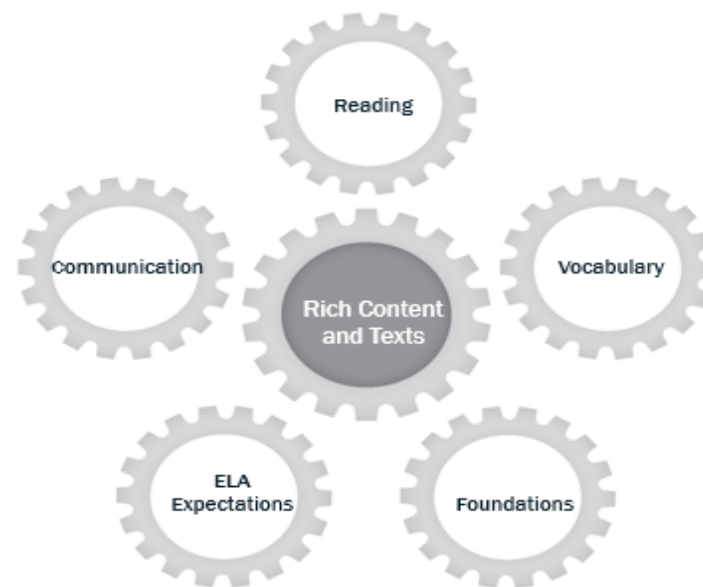 Reading
Communication
Vocabulary
Rich Content
and Texts
ELA
Expectations
Foundations